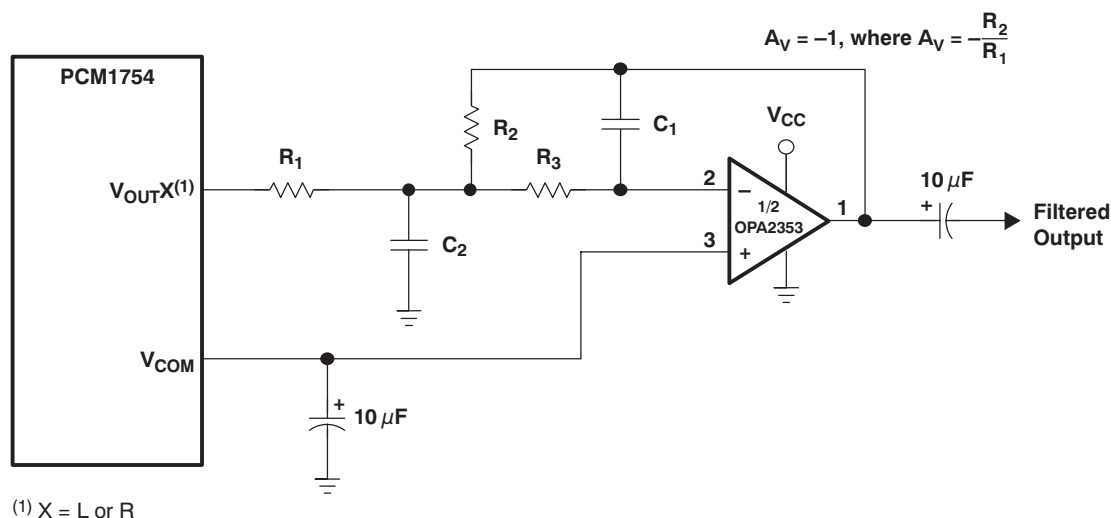 A_V = –1, where A_V = –R_2/R_1
PCM1754
R_2
C_1
V_CC
R_1
R_3
V_OUTX(1)
2
–
10 µF
+
1/2
OPA2353
1
Filtered
Output
C_2
3
+
V_COM
+
10 µF
(1) X = L or R